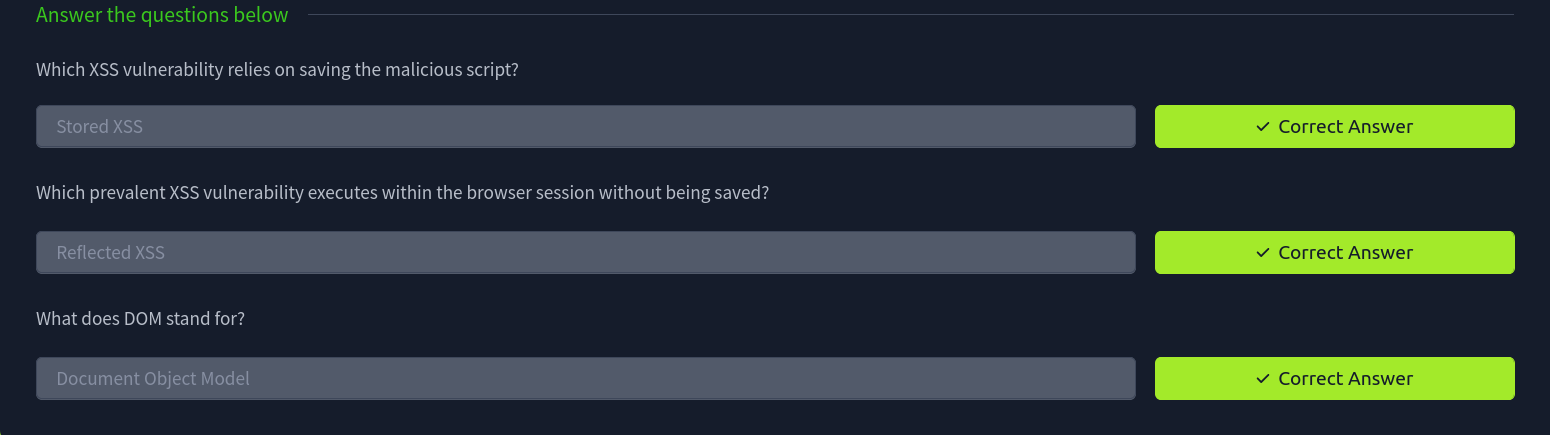 Answer the questions below
Which XSS vulnerability relies on saving the malicious script?
Stored XSS
✓ Correct Answer
Which prevalent XSS vulnerability executes within the browser session without being saved?
Reflected XSS
✓ Correct Answer
What does DOM stand for?
Document Object Model
✓ Correct Answer